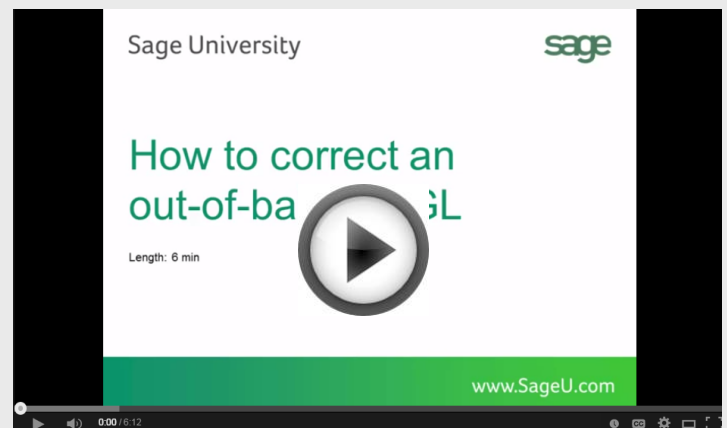 Sage University
sage
How to correct an
out-of-ba GL
Length: 6 min
www.SageU.com
0:00 / 6:12
CC